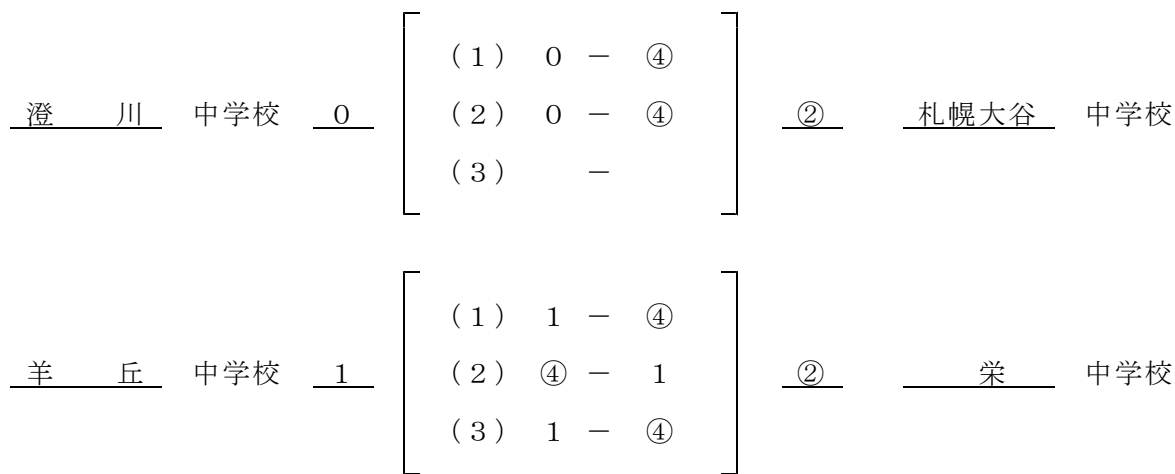 (1) 0 - ④
澄 川 中学校 0 (2) 0 - ④ ② 札幌大谷 中学校
(3) -
(1) 1 - ④
羊 丘 中学校 1 (2) ④ - 1 ② 栄 中学校
(3) 1 - ④